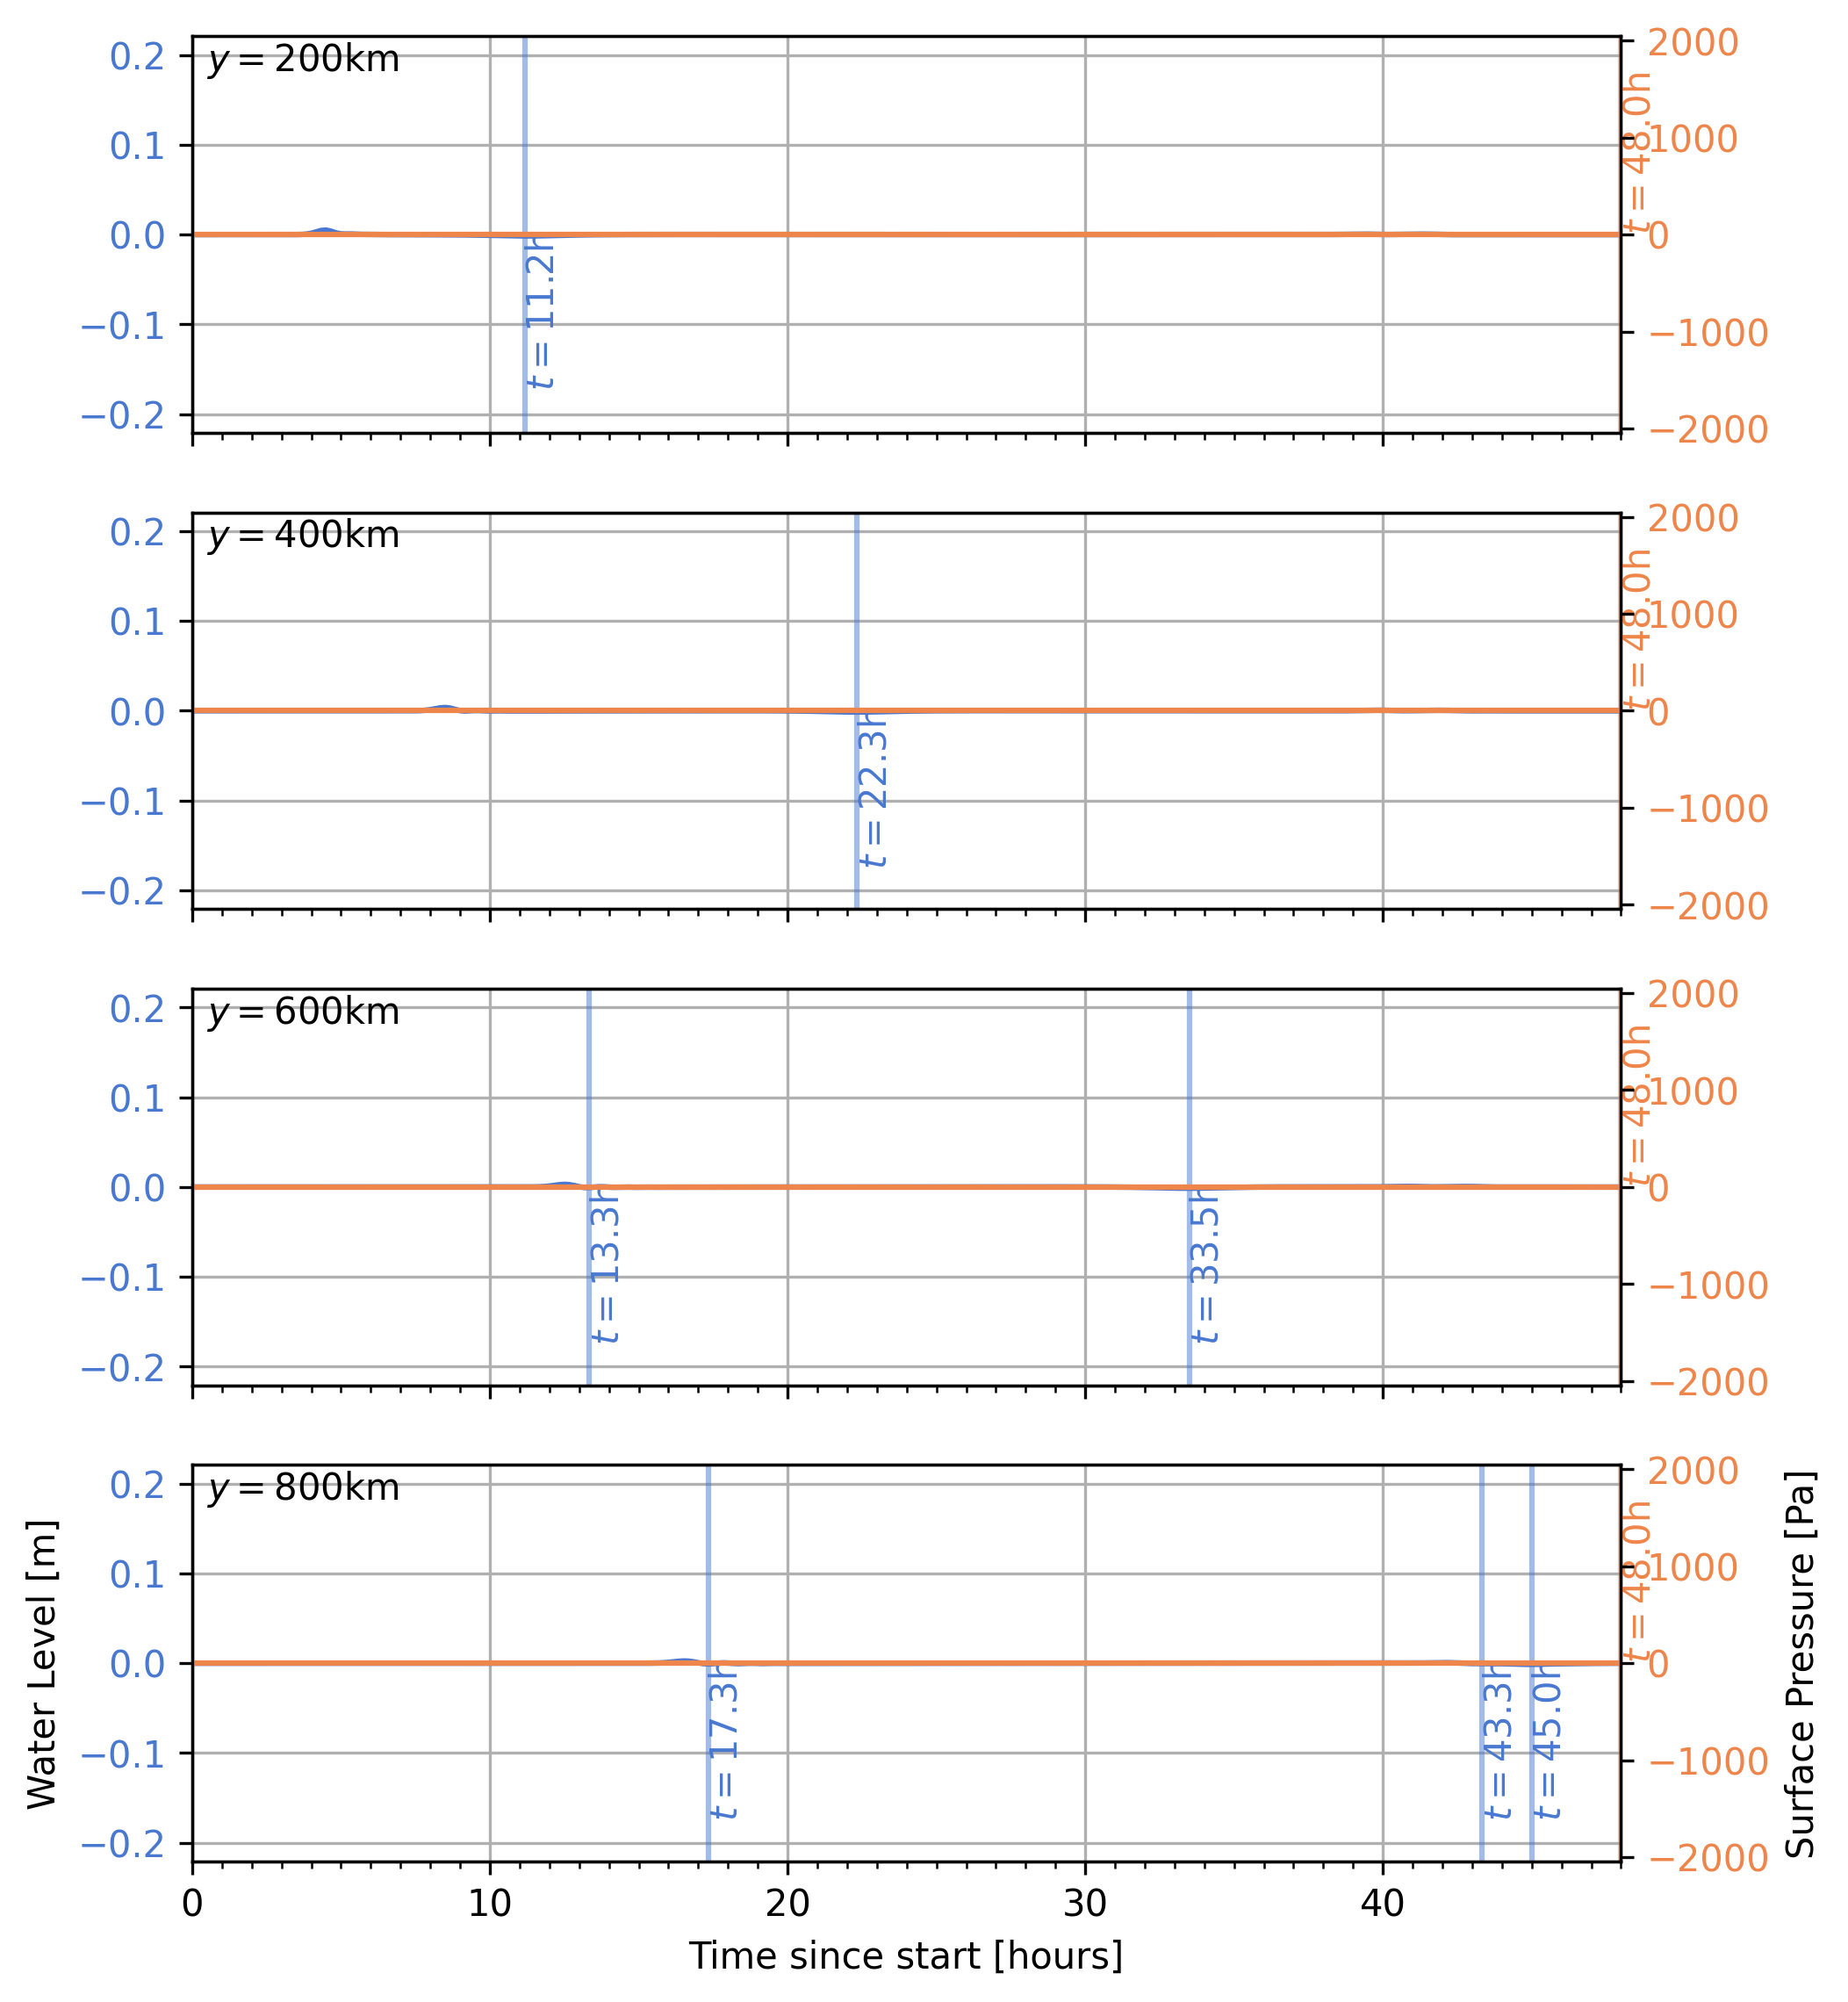 y = 200km
0.2
0.1
0.0
−0.1
−0.2
2000
1000
0
−1000
−2000
t = 11.2h
t = 48.0h
y = 400km
0.2
0.1
0.0
−0.1
−0.2
2000
1000
0
−1000
−2000
t = 22.3h
t = 48.0h
y = 600km
0.2
0.1
0.0
−0.1
−0.2
2000
1000
0
−1000
−2000
t = 13.3h
t = 33.5h
t = 48.0h
y = 800km
0.2
0.1
0.0
−0.1
−0.2
2000
1000
0
−1000
−2000
t = 17.3h
t = 43.3h
t = 45.0h
t = 48.0h
Water Level [m]
Surface Pressure [Pa]
0
10
20
30
40
Time since start [hours]